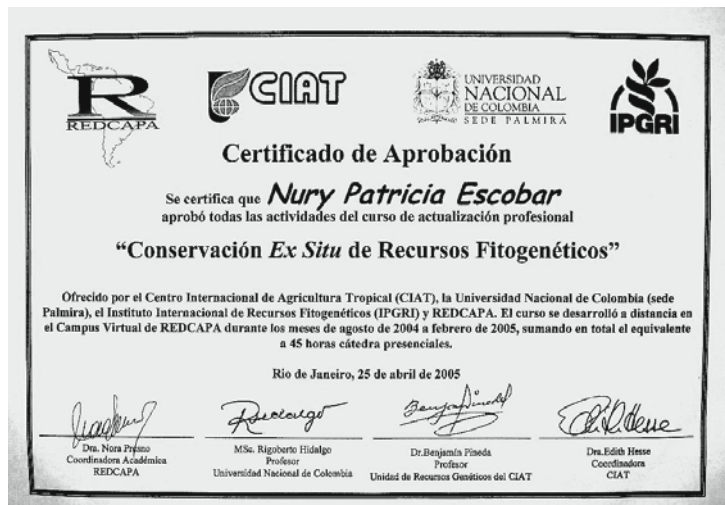 R
REDCAPA
CIAT
UNIVERSIDAD
NACIONAL
DE COLOMBIA
SEDE PALMIRA
IPGRI
Certificado de Aprobación
Se certifica que Nury Patricia Escobar
aprobó todas las actividades del curso de actualización profesional
“Conservación Ex Situ de Recursos Fitogenéticos”
Ofrecido por el Centro Internacional de Agricultura Tropical (CIAT), la Universidad Nacional de Colombia (sede
Palmira), el Instituto Internacional de Recursos Fitogenéticos (IPGRI) y REDCAPA. El curso se desarrolló a distancia en
el Campus Virtual de REDCAPA durante los meses de agosto de 2004 a febrero de 2005, sumando en total el equivalente
a 45 horas cátedra presenciales.
Rio de Janeiro, 25 de abril de 2005
Dra. Nora Presno
Coordinadora Académica
REDCAPA
MSc. Rigoberto Hidalgo
Profesor
Universidad Nacional de Colombia
Dr.Benjamín Pineda
Profesor
Unidad de Recursos Genéticos del CIAT
Dra.Edith Hesse
Coordinadora
CIAT